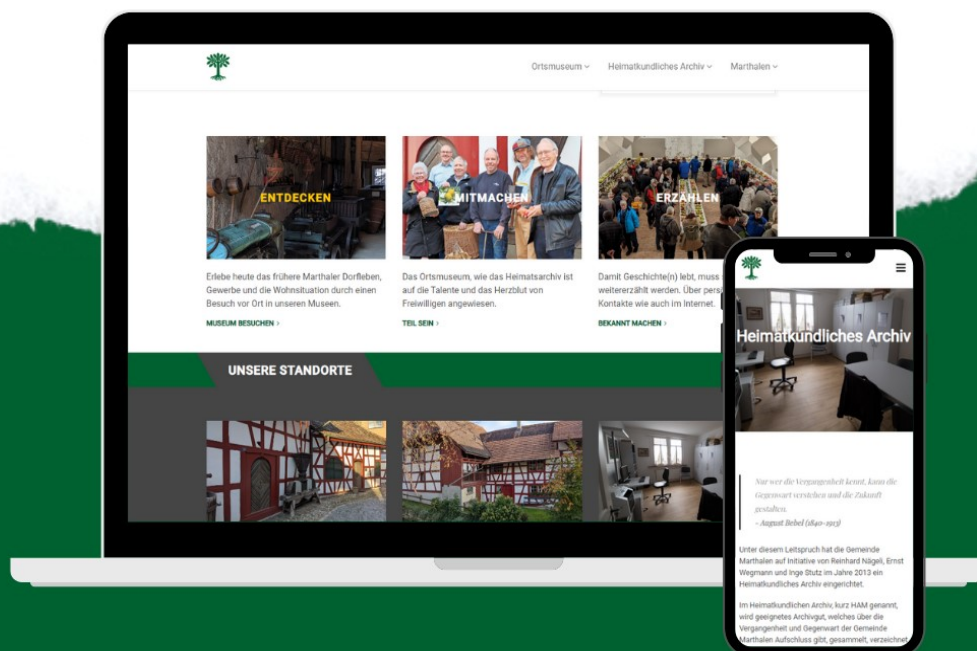 Ortsmuseum
Heimatkundliches Archiv
Marthalen
ENTDECKEN
Erlebe heute das frühere Marthaler Dorfleben,
Gewerbe und die Wohnsituation durch einen
Besuch vor Ort in unseren Museen.
MUSEUM BESUCHEN ›
MITMACHEN
Das Ortsmuseum, wie das Heimatsarchiv ist
auf die Talente und das Herzblut von
Freiwilligen angewiesen.
TEIL SEIN ›
ERZÄHLEN
Damit Geschichte(n) lebt, muss
weitererzählt werden. Über
Kontakte wie auch im Internet.
BEKANNT MACHEN ›
UNSERE STANDORTE
Heimatkundliches Archiv
Nur wer die Vergangenheit kennt, kann die
Gegenwart verstehen und die Zukunft
gestalten.
- August Bebel (1840-1913)
Unter diesem Leitspruch hat die Gemeinde
Marthalen auf Initiative von Reinhard Nägeli, Ernst
Wegmann und Inge Stutz im Jahre 2013 ein
Heimatkundliches Archiv eingerichtet.
Im Heimatkundlichen Archiv, kurz HAM genannt,
wird geeignetes Archivgut, welches über die
Vergangenheit und Gegenwart der Gemeinde
Marthalen Aufschluss gibt, gesammelt, verzeichnet